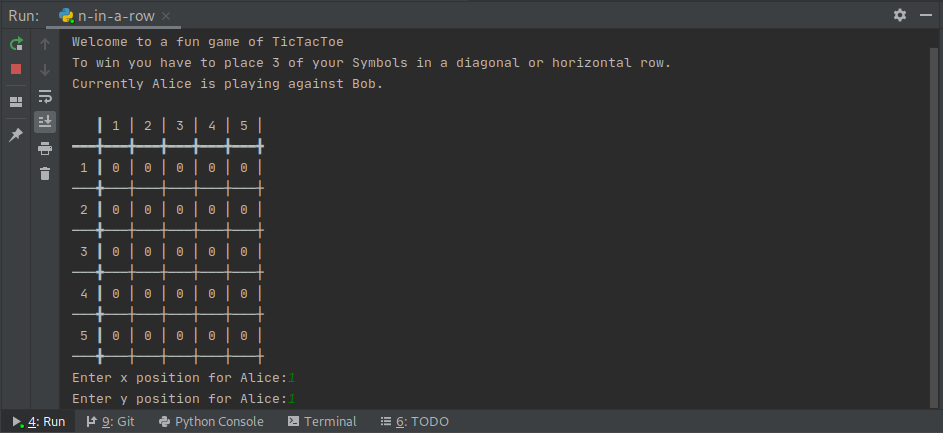 Run: n-in-a-row
Welcome to a fun game of TicTacToe
To win you have to place 3 of your Symbols in a diagonal or horizontal row.
Currently Alice is playing against Bob.
1 2 3 4 5
1 0 0 0 0 0
2 0 0 0 0 0
3 0 0 0 0 0
4 0 0 0 0 0
5 0 0 0 0 0
Enter x position for Alice:1
Enter y position for Alice:1
4: Run 9: Git Python Console Terminal 6: TODO